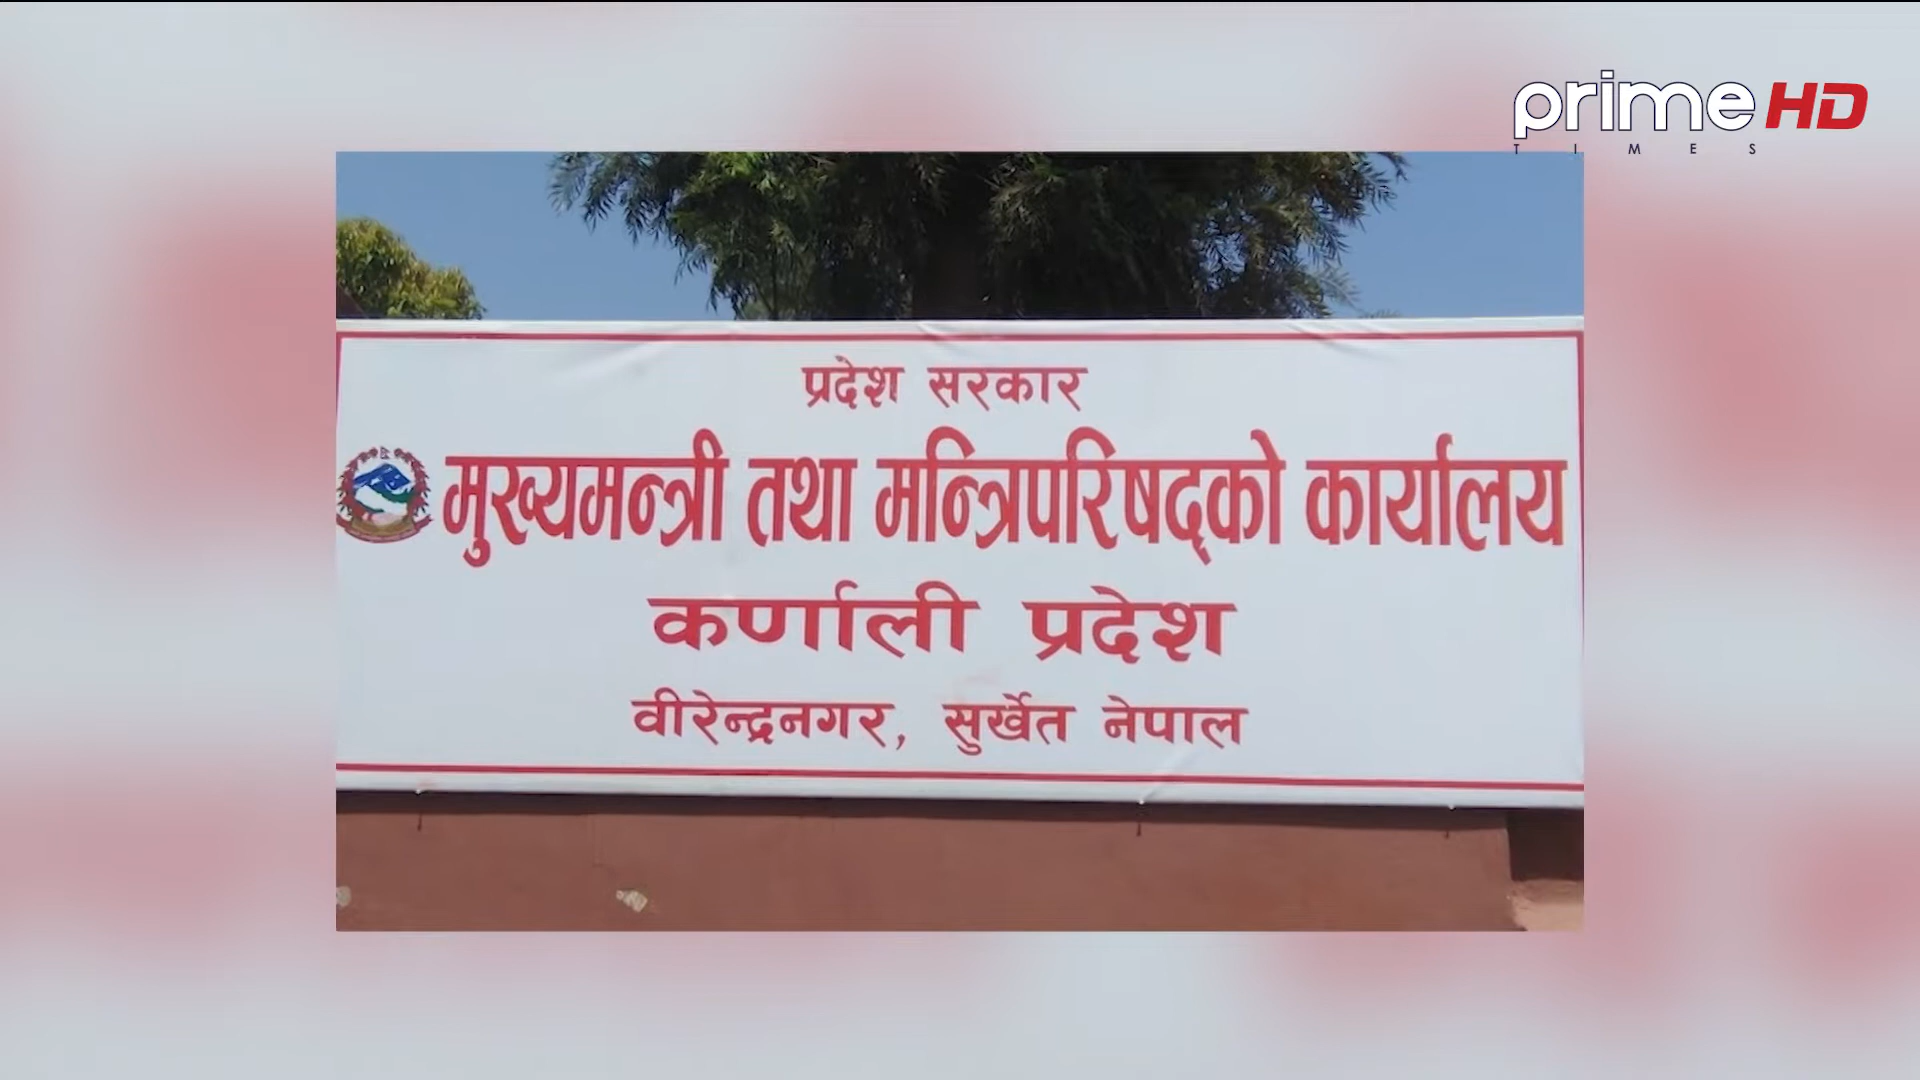 prime HD
TIMES
प्रदेश सरकार
मुख्यमन्त्री तथा मन्त्रिपरिषद्को कार्यालय
कर्णाली प्रदेश
वीरेन्द्रनगर, सुर्खेत नेपाल